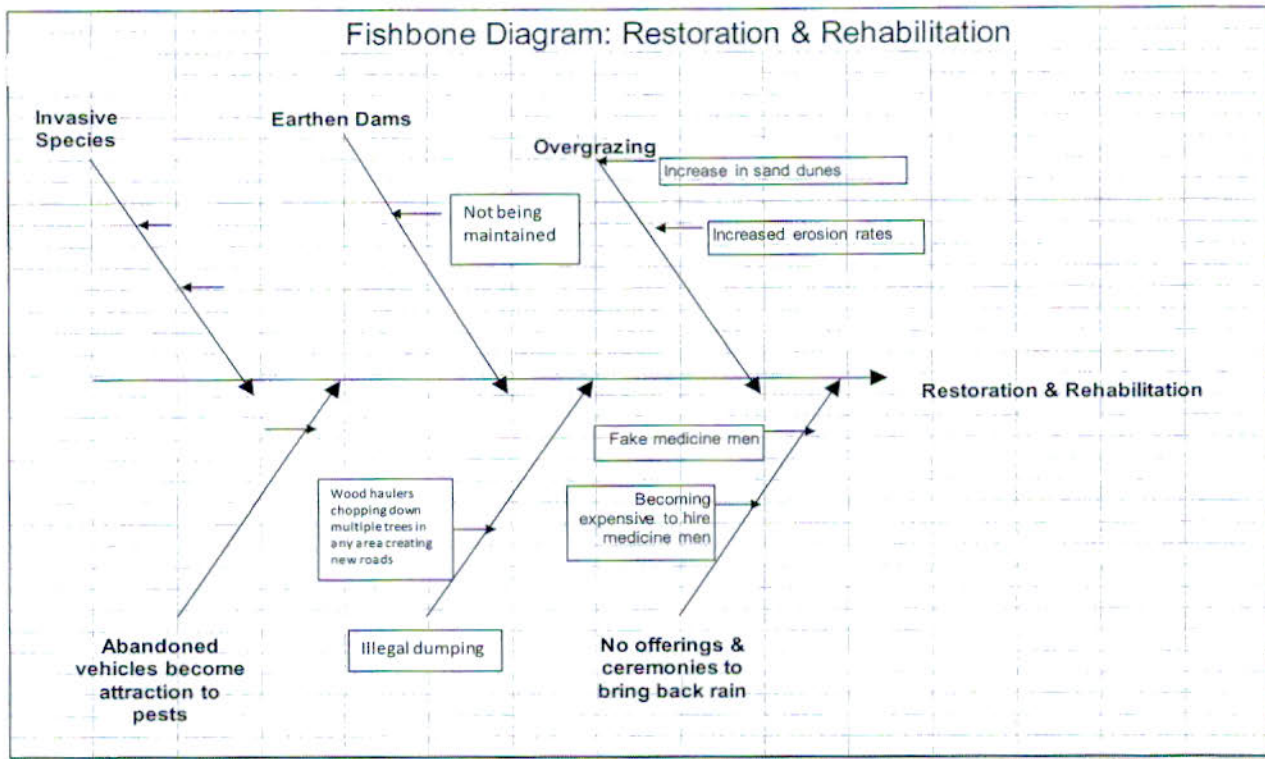 Fishbone Diagram: Restoration & Rehabilitation
Invasive
Species
Earthen Dams
Overgrazing
Increase in sand dunes
Not being
maintained
Increased erosion rates
Restoration & Rehabilitation
Fake medicine men
Wood haulers
chopping down
multiple trees in
any area creating
new roads
Becoming
expensive to hire
medicine men
Abandoned
vehicles become
attraction to
pests
Illegal dumping
No offerings &
ceremonies to
bring back rain